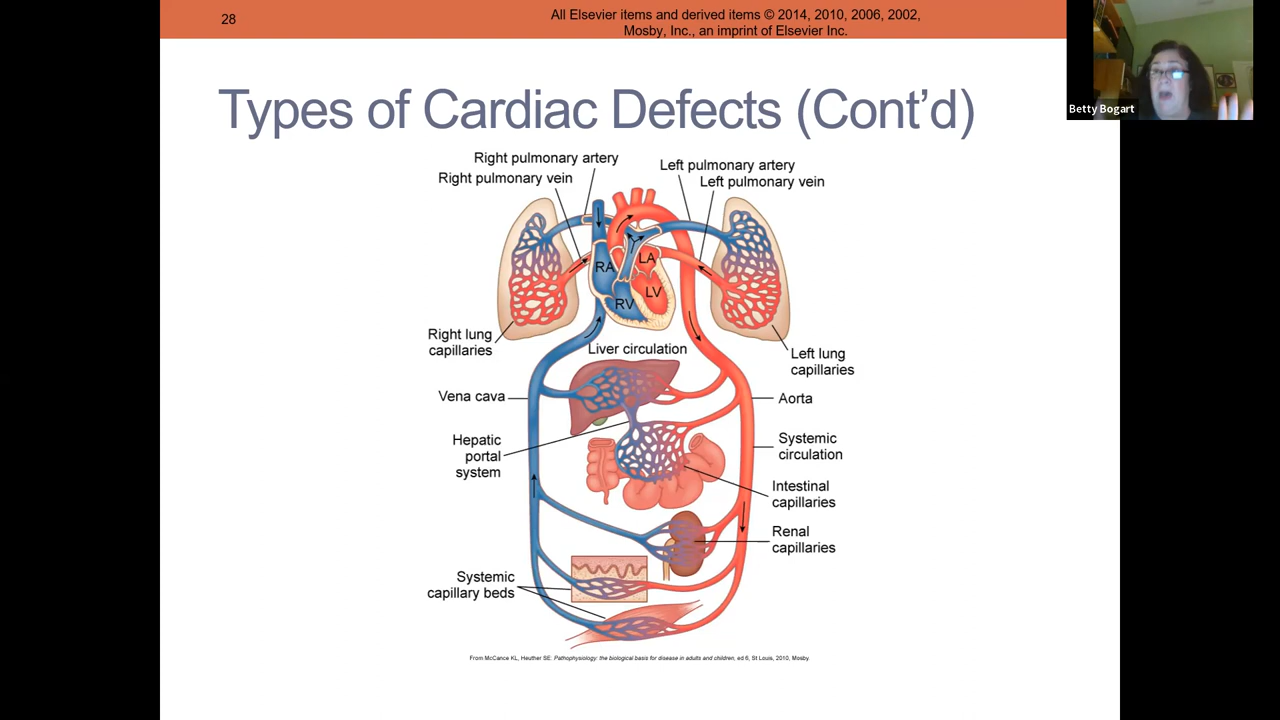 28
All Elsevier items and derived items © 2014, 2010, 2006, 2002,
Mosby, Inc., an imprint of Elsevier Inc.
Betty Bogart
Types of Cardiac Defects (Cont’d)
Right pulmonary artery
Left pulmonary artery
Right pulmonary vein
Left pulmonary vein
RA
LA
LV
RV
Right lung
capillaries
Liver circulation
Left lung
capillaries
Vena cava
Aorta
Hepatic
portal
system
Systemic
circulation
Intestinal
capillaries
Renal
capillaries
Systemic
capillary beds
From McCance KL, Heuther SE: Pathophysiology: the biological basis for disease in adults and children, ed 6, St Louis, 2010, Mosby.